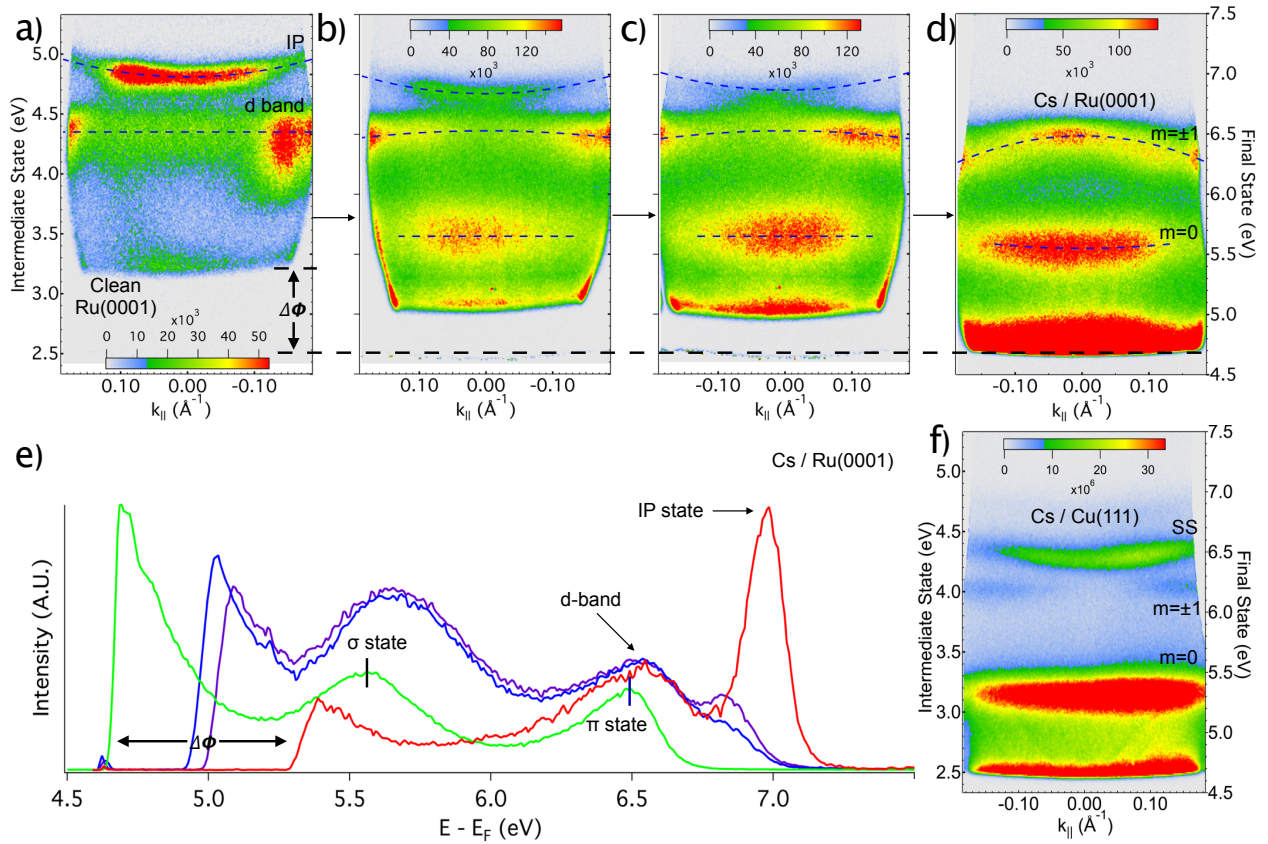 a)
IP
d band
Clean
Ru(0001)
ΔΦ
x10³
0 10 20 30 40 50
5.0
4.5
4.0
3.5
3.0
2.5
Intermediate State (eV)
0.10 0.00 -0.10
k|| (Å⁻¹)
b)
0 40 80 120
x10³
0.10 0.00 -0.10
k|| (Å⁻¹)
c)
0 40 80 120
x10³
-0.10 0.00 0.10
k|| (Å⁻¹)
d)
0 50 100
x10³
Cs / Ru(0001)
m=±1
m=0
7.5
7.0
6.5
6.0
5.5
5.0
4.5
Final State (eV)
-0.10 0.00 0.10
k|| (Å⁻¹)
e)
Cs / Ru(0001)
IP state
d-band
σ state
π state
ΔΦ
Intensity (A.U.)
4.5 5.0 5.5 6.0 6.5 7.0
E - E_F (eV)
f)
0 10 20 30
x10⁶
Cs / Cu(111)
SS
m=±1
m=0
5.0
4.5
4.0
3.5
3.0
2.5
Intermediate State (eV)
7.5
7.0
6.5
6.0
5.5
5.0
4.5
Final State (eV)
-0.10 0.00 0.10
k|| (Å⁻¹)